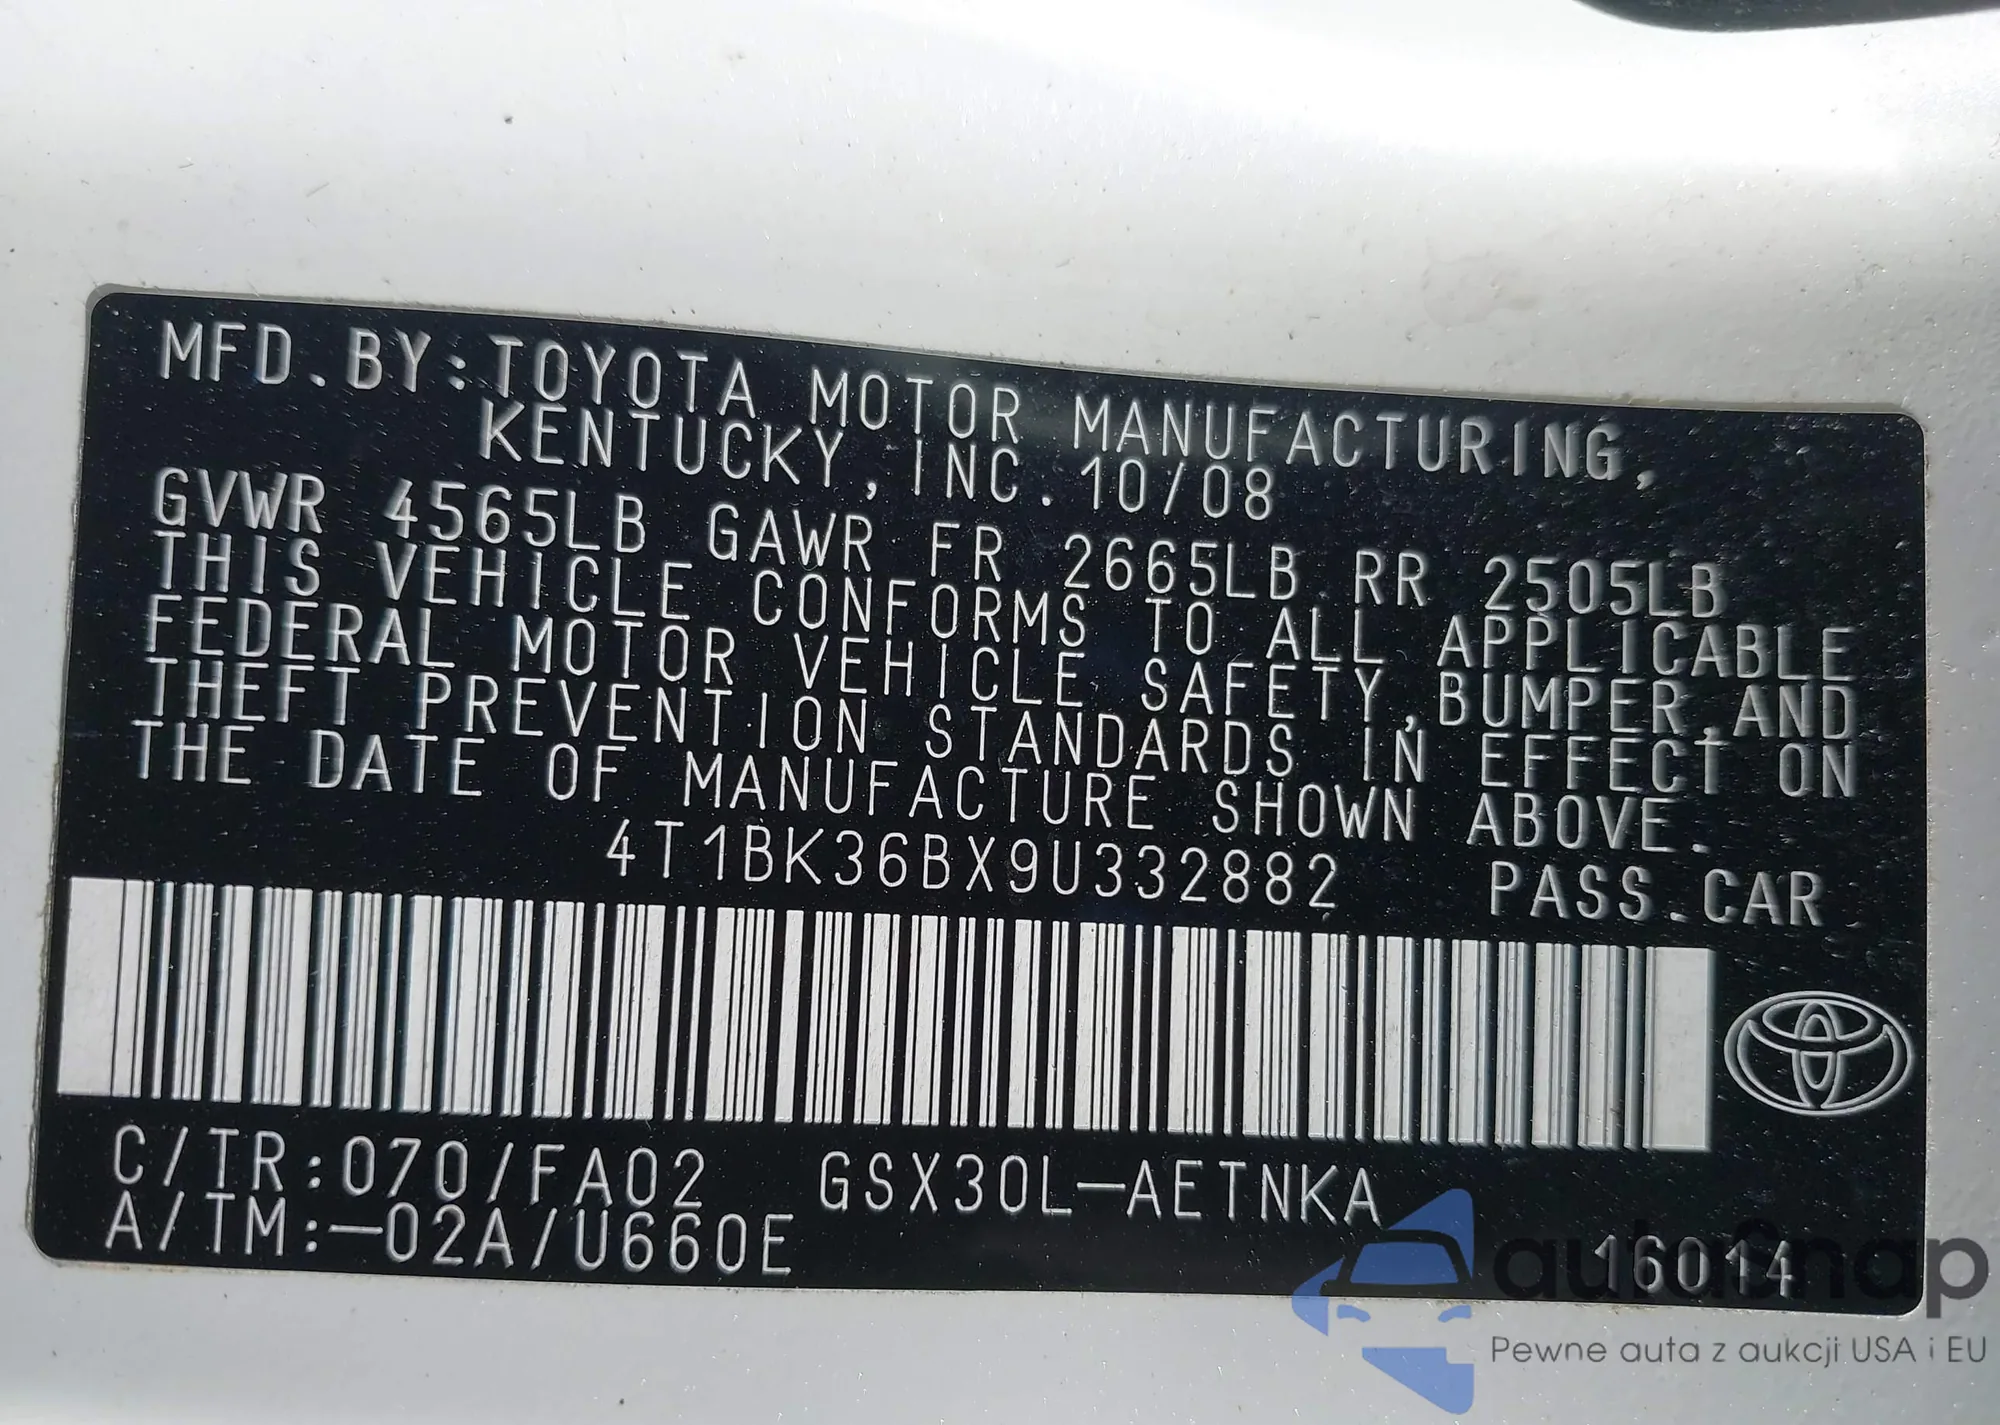 MFD.BY:TOYOTA MOTOR MANUFACTURING,
KENTUCKY,INC.10/08
GVWR 4565LB GAWR FR 2665LB RR 2505LB
THIS VEHICLE CONFORMS TO ALL APPLICABLE
FEDERAL MOTOR VEHICLE SAFETY,BUMPER,AND
THEFT PREVENTION STANDARDS IN EFFECT ON
THE DATE OF MANUFACTURE SHOWN ABOVE.
4T1BK36BX9U332882 PASS.CAR
C/TR:070/FA02 GSX30L-AETNKA
A/TM:-02A/U660E 16014
autaSnap
Pewne auta z aukcji USA i EU